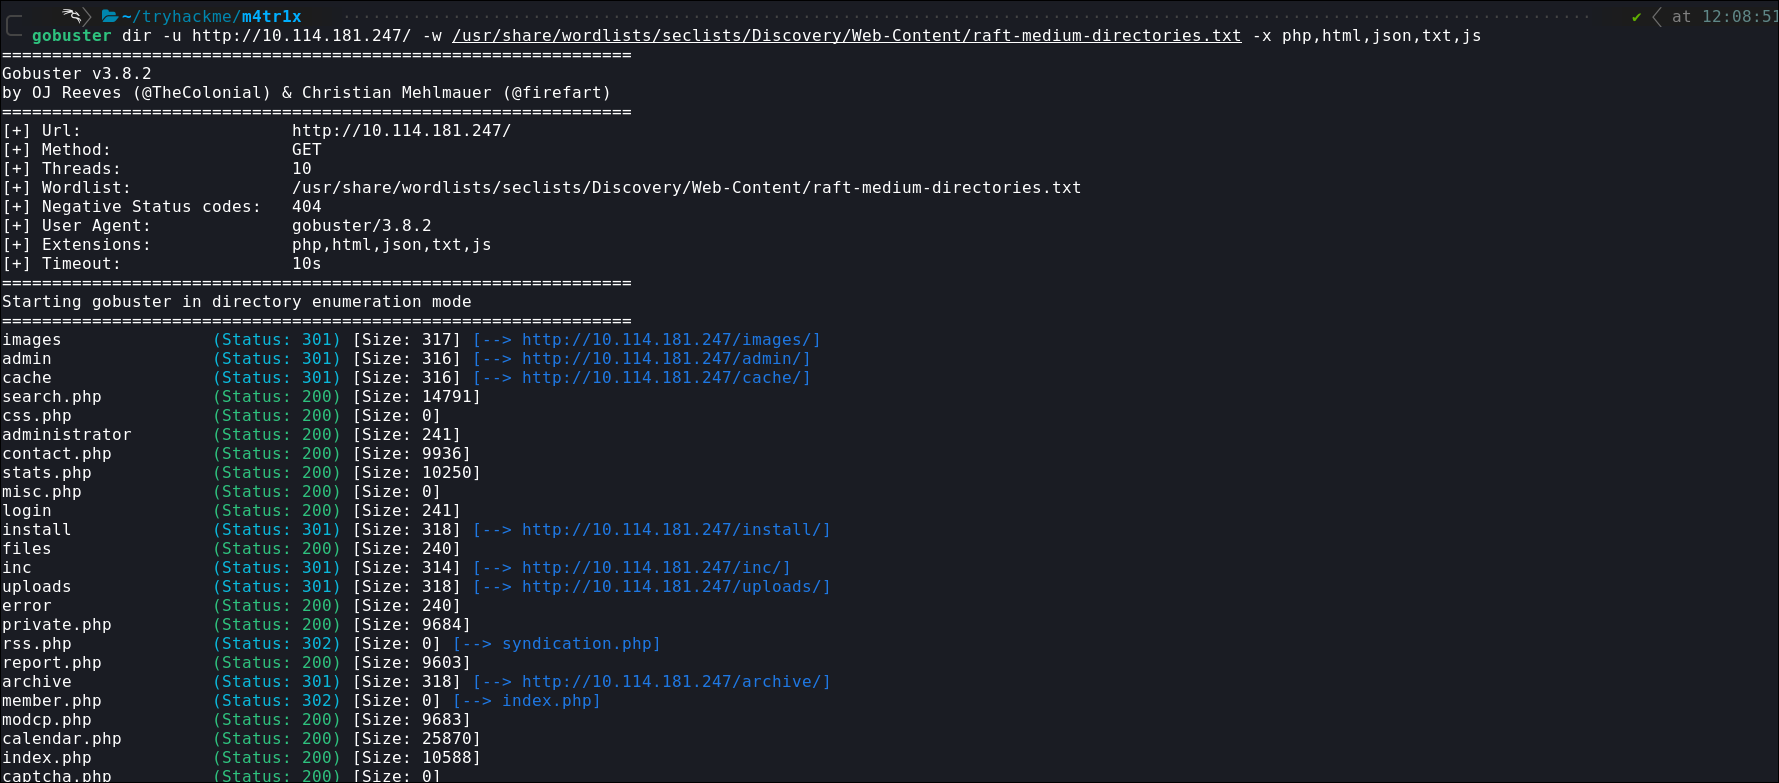 ~/tryhackme/m4tr1x ✔ at 12:08:51
gobuster dir -u http://10.114.181.247/ -w /usr/share/wordlists/seclists/Discovery/Web-Content/raft-medium-directories.txt -x php,html,json,txt,js
===============================================================
Gobuster v3.8.2
by OJ Reeves (@TheColonial) & Christian Mehlmauer (@firefart)
===============================================================
[+] Url:                     http://10.114.181.247/
[+] Method:                  GET
[+] Threads:                 10
[+] Wordlist:                /usr/share/wordlists/seclists/Discovery/Web-Content/raft-medium-directories.txt
[+] Negative Status codes:   404
[+] User Agent:              gobuster/3.8.2
[+] Extensions:              php,html,json,txt,js
[+] Timeout:                 10s
===============================================================
Starting gobuster in directory enumeration mode
===============================================================
images               (Status: 301) [Size: 317] [--> http://10.114.181.247/images/]
admin                (Status: 301) [Size: 316] [--> http://10.114.181.247/admin/]
cache                (Status: 301) [Size: 316] [--> http://10.114.181.247/cache/]
search.php           (Status: 200) [Size: 14791]
css.php              (Status: 200) [Size: 0]
administrator        (Status: 200) [Size: 241]
contact.php          (Status: 200) [Size: 9936]
stats.php            (Status: 200) [Size: 10250]
misc.php             (Status: 200) [Size: 0]
login                (Status: 200) [Size: 241]
install              (Status: 301) [Size: 318] [--> http://10.114.181.247/install/]
files                (Status: 200) [Size: 240]
inc                  (Status: 301) [Size: 314] [--> http://10.114.181.247/inc/]
uploads              (Status: 301) [Size: 318] [--> http://10.114.181.247/uploads/]
error                (Status: 200) [Size: 240]
private.php          (Status: 200) [Size: 9684]
rss.php              (Status: 302) [Size: 0] [--> syndication.php]
report.php           (Status: 200) [Size: 9603]
archive              (Status: 301) [Size: 318] [--> http://10.114.181.247/archive/]
member.php           (Status: 302) [Size: 0] [--> index.php]
modcp.php            (Status: 200) [Size: 9683]
calendar.php         (Status: 200) [Size: 25870]
index.php            (Status: 200) [Size: 10588]
captcha.php          (Status: 200) [Size: 0]